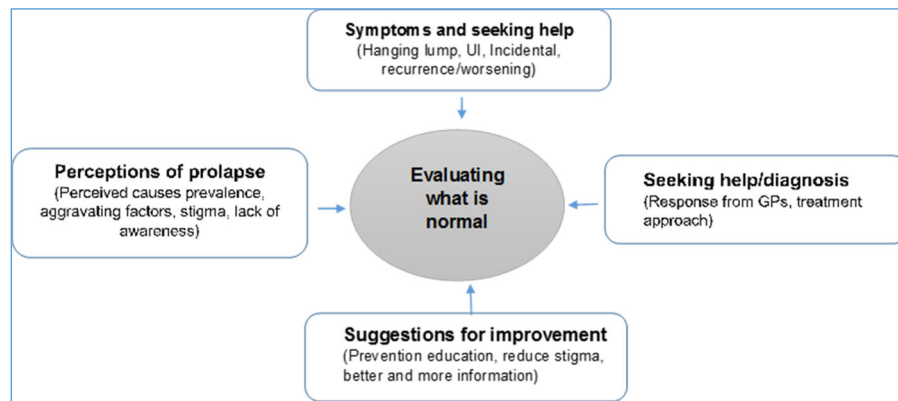 Symptoms and seeking help
(Hanging lump, UI, Incidental,
recurrence/worsening)
Perceptions of prolapse
(Perceived causes prevalence,
aggravating factors, stigma, lack of
awareness)
Evaluating
what is
normal
Seeking help/diagnosis
(Response from GPs, treatment
approach)
Suggestions for improvement
(Prevention education, reduce stigma,
better and more information)